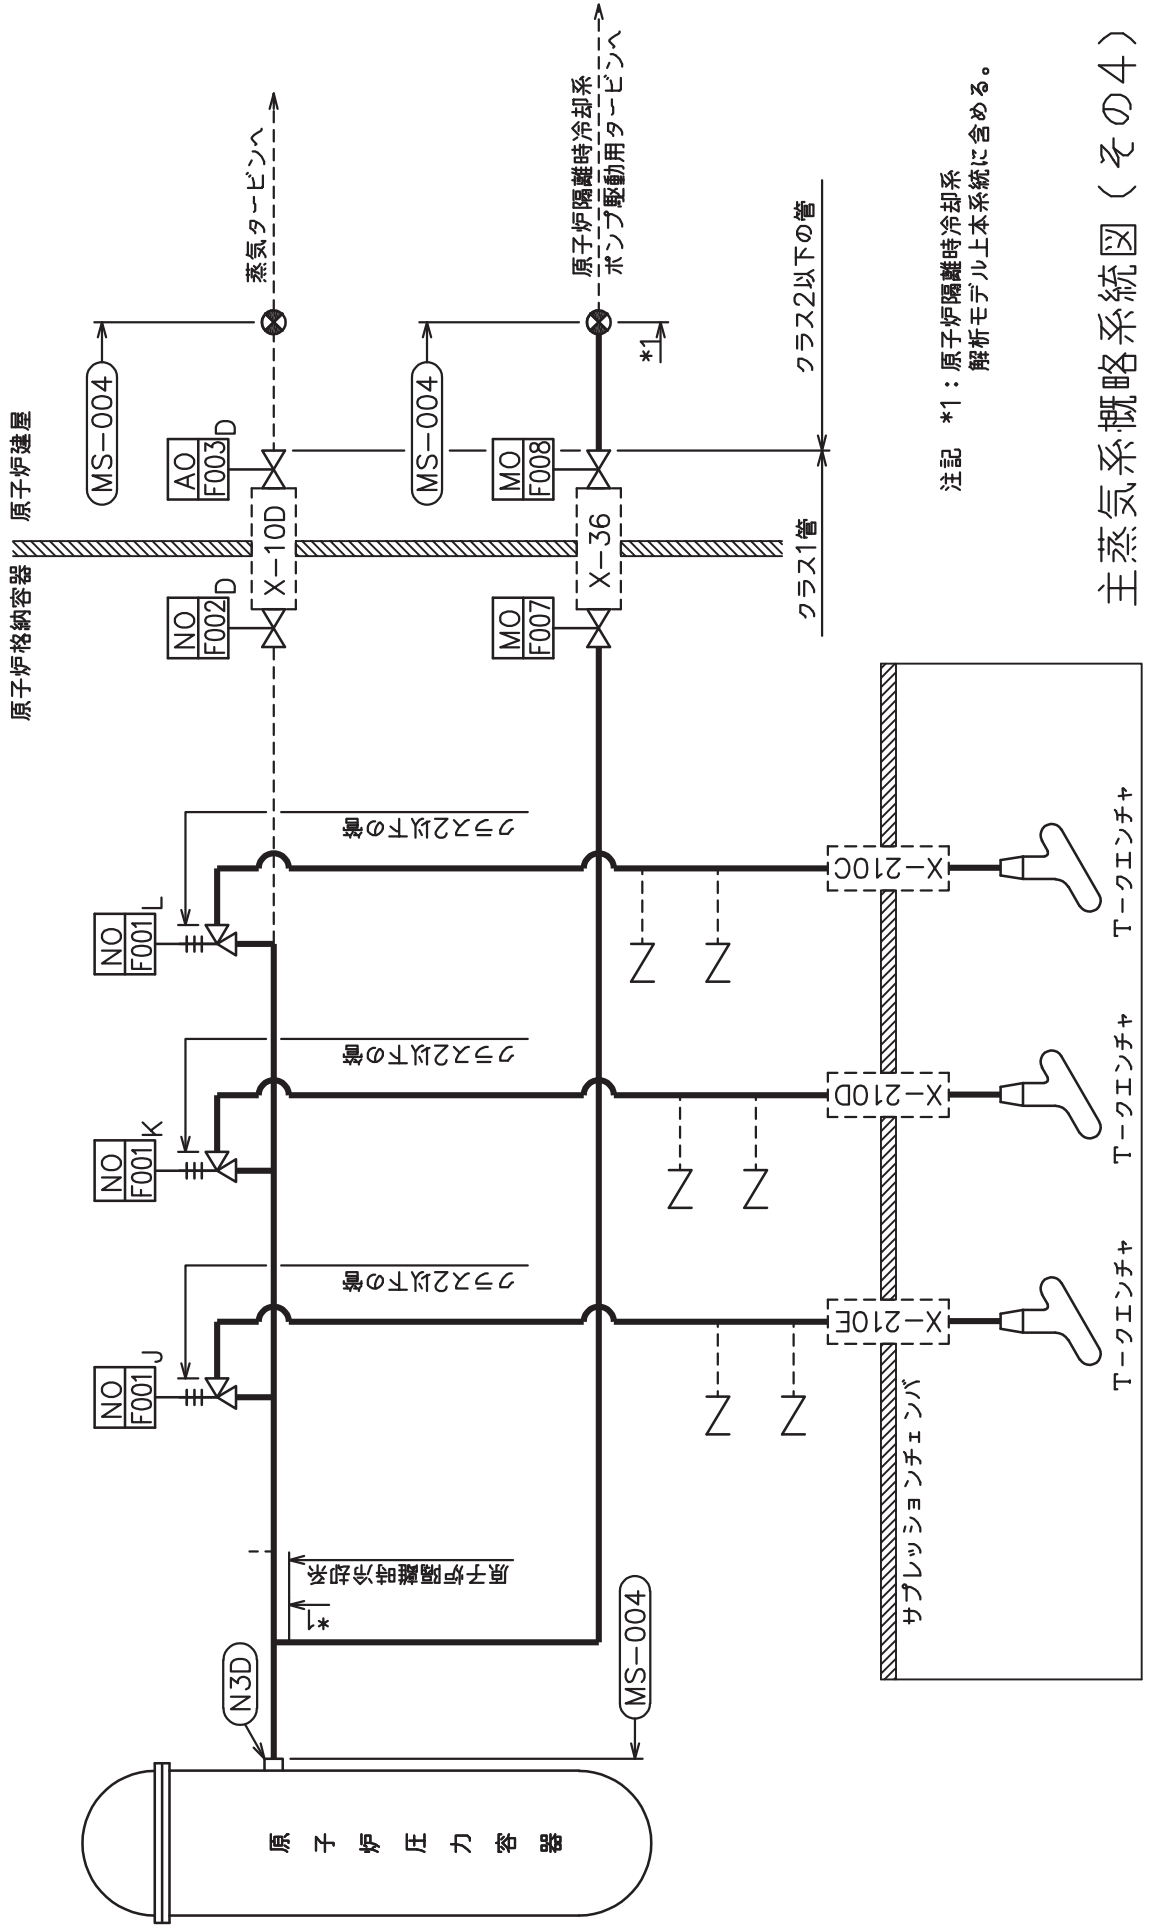 原子炉格納容器
原子炉建屋
MS-004
NO
F001
J
NO
F001
K
NO
F001
L
NO
F002
D
AO
F003
D
X-10D
蒸気タービンへ
N3D
*1
原子炉隔離時冷却系
クラス2以下の管
クラス2以下の管
クラス2以下の管
MS-004
MO
F007
MO
F008
X-36
*1
原子炉隔離時冷却系
ポンプ駆動用タービンへ
原子炉圧力容器
MS-004
クラス1管
クラス2以下の管
X-210E
X-210D
X-210C
サプレッションチェンバ
T-クエンチャ
T-クエンチャ
T-クエンチャ
注記 *1：原子炉隔離時冷却系
解析モデル上本系統に含める。
主蒸気系概略系統図（その４）